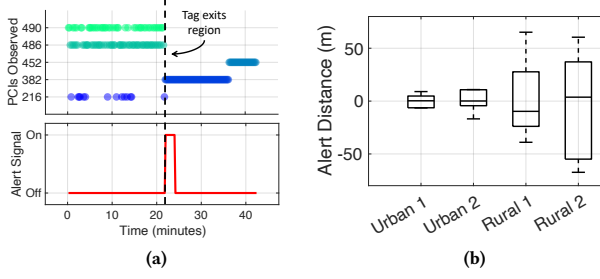 PCIs Observed
490
486
452
382
216
Tag exits
region
Alert Signal
On
Off
0
10
20
30
40
Time (minutes)
(a)
Alert Distance (m)
50
0
-50
Urban 1
Urban 2
Rural 1
Rural 2
(b)